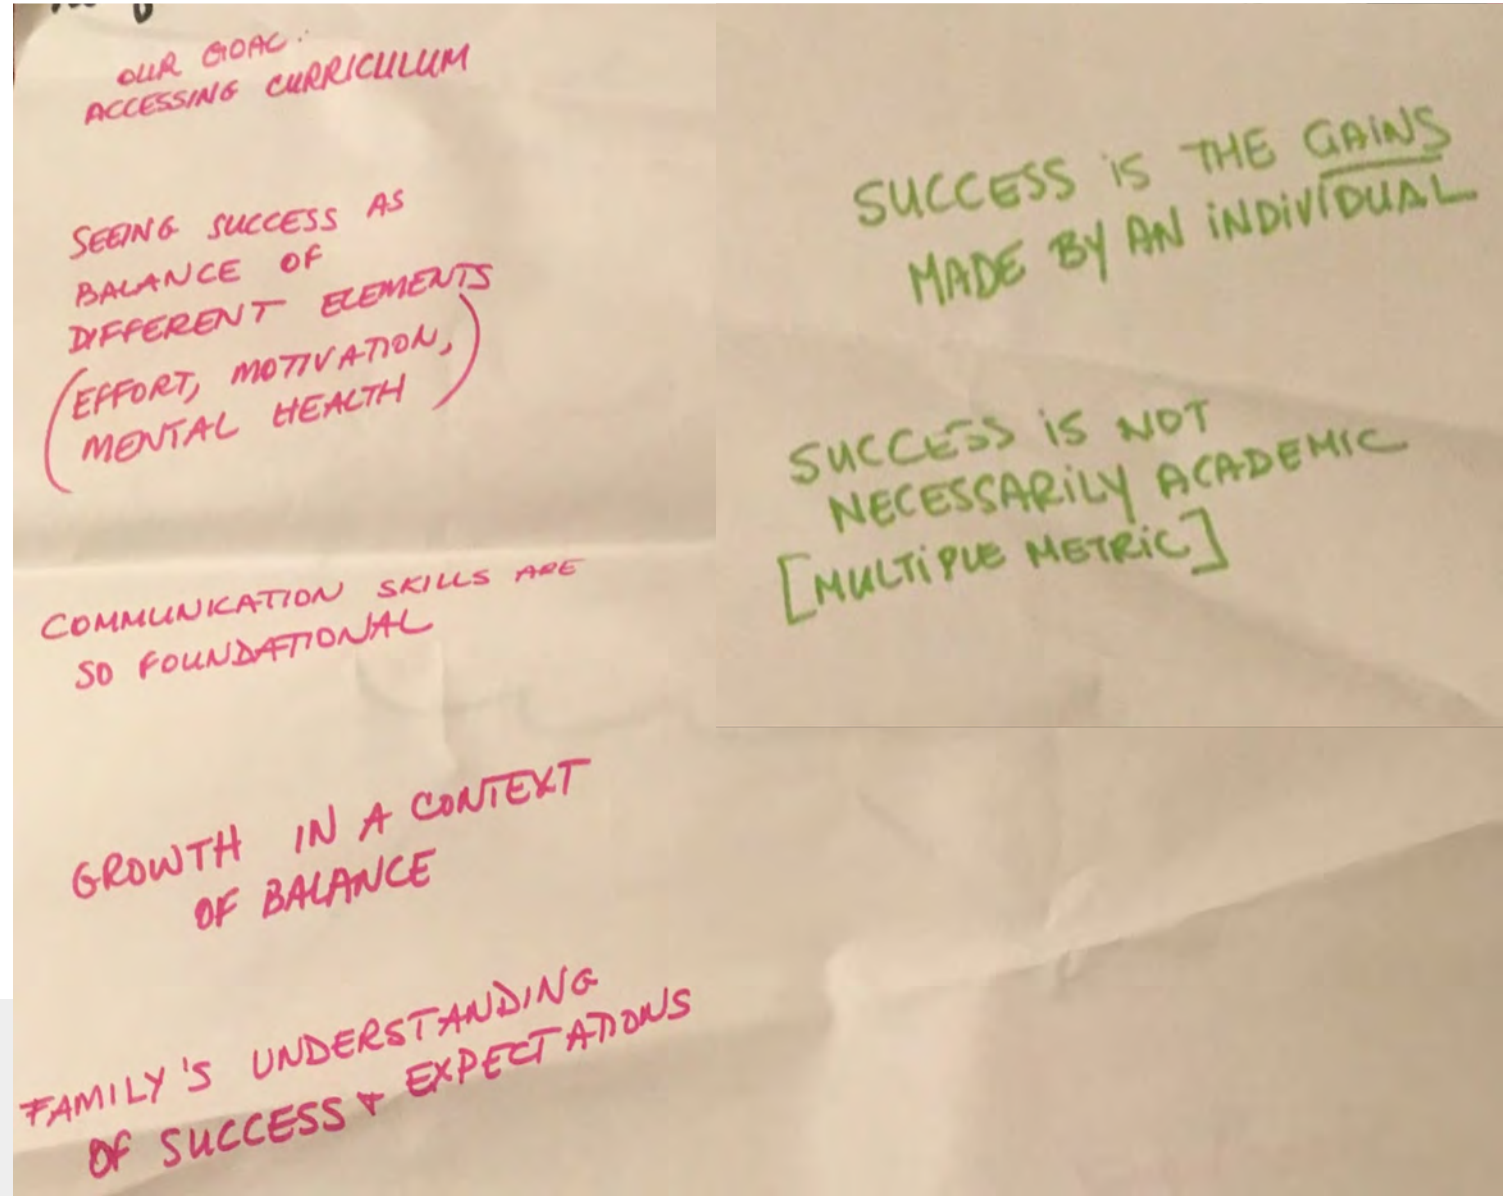 OUR GOAL:
ACCESSING CURRICULUM
SEEING SUCCESS AS
BALANCE OF
DIFFERENT ELEMENTS
(EFFORT, MOTIVATION,
MENTAL HEALTH)
COMMUNICATION SKILLS ARE
SO FOUNDATIONAL
GROWTH IN A CONTEXT
OF BALANCE
FAMILY'S UNDERSTANDING
OF SUCCESS + EXPECTATIONS
SUCCESS IS THE GAINS
MADE BY AN INDIVIDUAL
SUCCESS IS NOT
NECESSARILY ACADEMIC
[MULTIPLE METRIC]